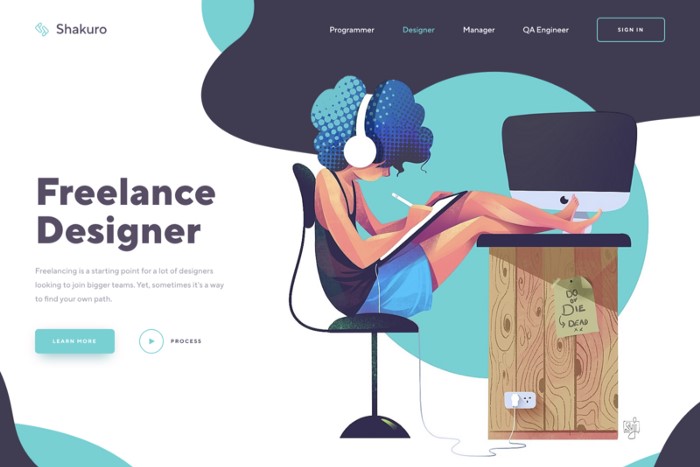 Shakuro
Programmer
Designer
Manager
QA Engineer
SIGN IN
Freelance
Designer
Freelancing is a starting point for a lot of designers
looking to join bigger teams. Yet, sometimes it's a way
to find your own path.
LEARN MORE
PROCESS
DO
or
DIE
DEAD